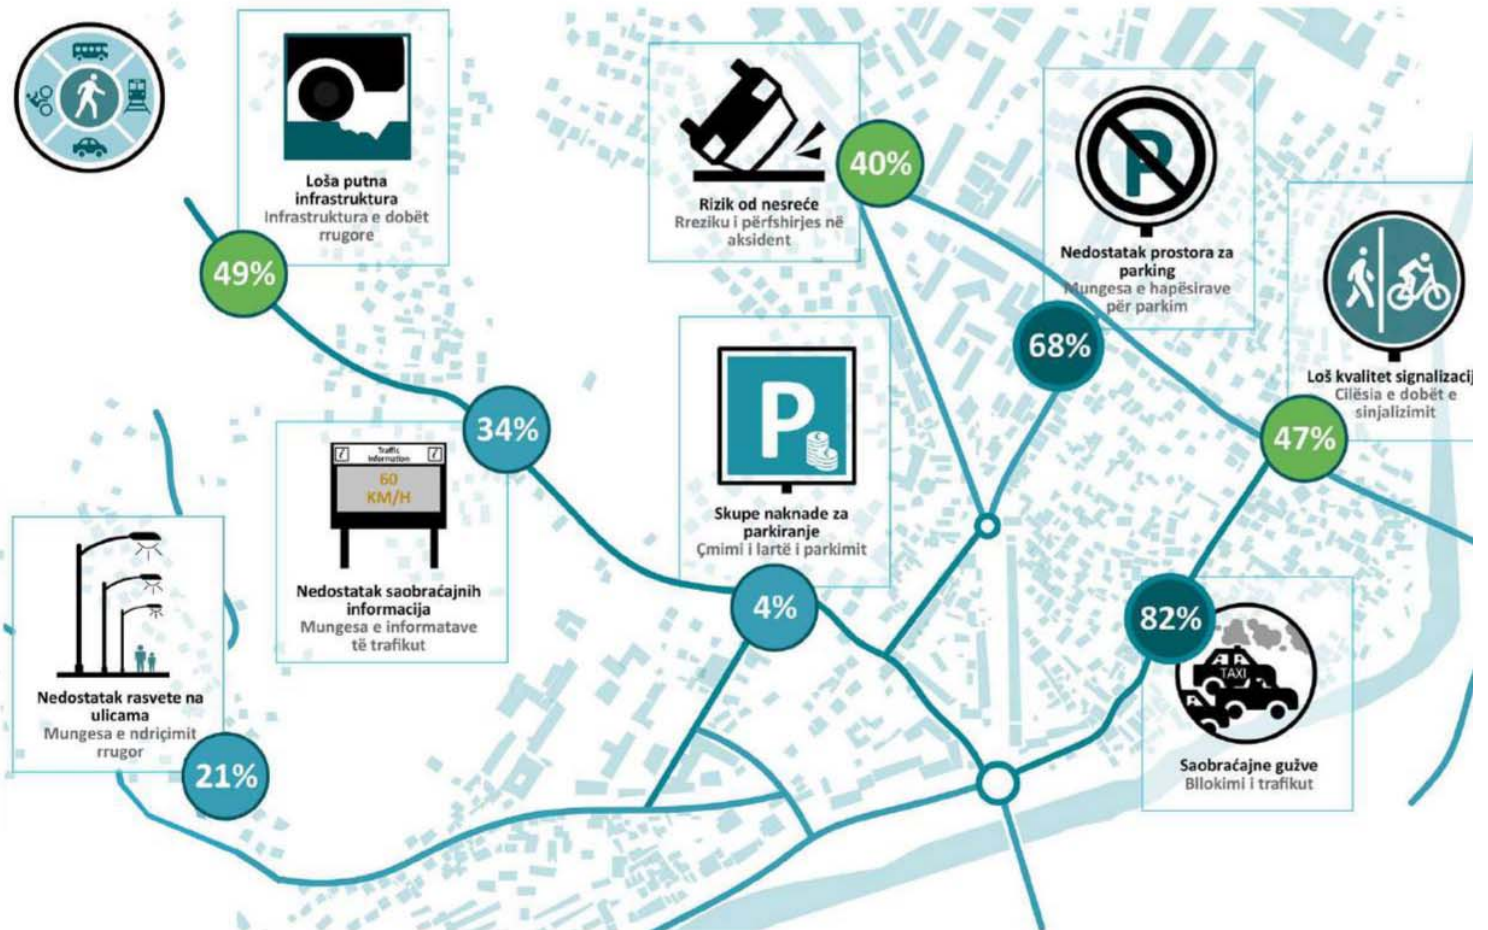 Loša putna
infrastruktura
Infrastruktura e dobët
rrugore
49%
Rizik od nesreće
Rreziku i përfshirjes në
aksident
40%
P
Nedostatak prostora za
parking
Mungesa e hapësirave
për parkim
68%
Loš kvalitet signalizacij
Cilësia e dobët e
sinjalizimit
47%
34%
Traffic
Information
60
KM/H
Nedostatak saobraćajnih
informacija
Mungesa e informatave
të trafikut
P
Skupe naknade za
parkiranje
Çmimi i lartë i parkimit
4%
82%
TAXI
Saobraćajne gužve
Bllokimi i trafikut
Nedostatak rasvete na
ulicama
Mungesa e ndriçimit
rrugor
21%